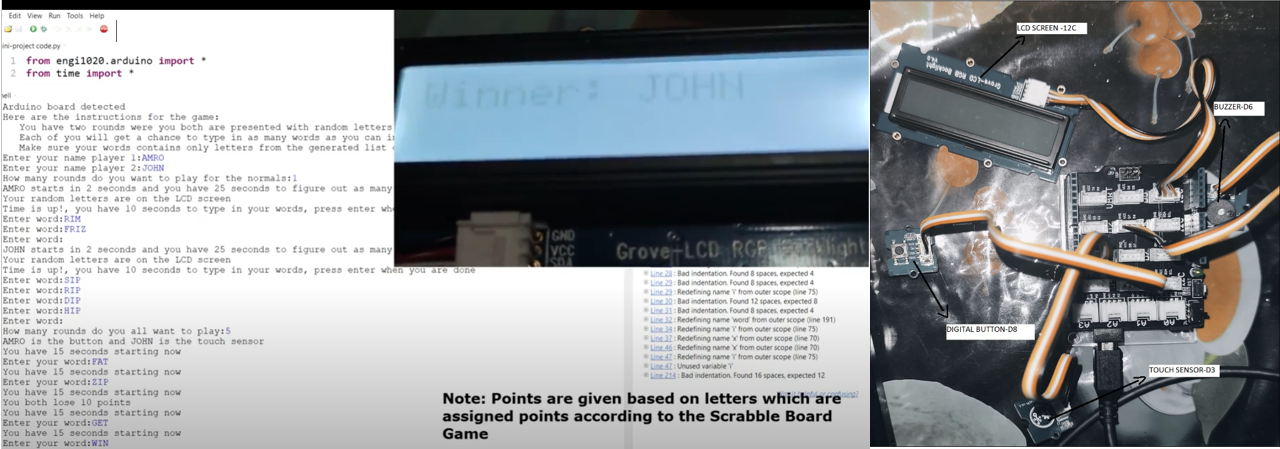 Edit View Run Tools Help
ini-project code.py
1 from engi1020.arduino import *
2 from time import *
ell
Arduino board detected
Here are the instructions for the game:
You have two rounds were you both are presented with random letters
Each of you will get a chance to type in as many words as you can i
Make sure your words contains only letters from the generated list
Enter your name player 1:AMRO
Enter your name player 2:JOHN
How many rounds do you want to play for the normals:1
AMRO starts in 2 seconds and you have 25 seconds to figure out as many
Your random letters are on the LCD screen
Time is up!, you have 10 seconds to type in your words, press enter whe
Enter word:RIM
Enter word:FRIZ
Enter word:
JOHN starts in 2 seconds and you have 25 seconds to figure out as many
Your random letters are on the LCD screen
Time is up!, you have 10 seconds to type in your words, press enter when you are done
Enter word:SIP
Enter word:RIP
Enter word:DIP
Enter word:HIP
Enter word:
How many rounds do you all want to play:5
AMRO is the button and JOHN is the touch sensor
You have 15 seconds starting now
Enter your word:FAT
You have 15 seconds starting now
Enter your word:ZIP
You have 15 seconds starting now
You both lose 10 points
You have 15 seconds starting now
Enter your word:GET
You have 15 seconds starting now
Enter your word:WIN
Winner: JOHN
GND
VCC
SDA
Grove-LCD RGB Backlight
Line 28 : Bad indentation. Found 8 spaces, expected 4
Line 29 : Bad indentation. Found 8 spaces, expected 4
Line 29 : Redefining name 'i' from outer scope (line 75)
Line 30 : Bad indentation. Found 12 spaces, expected 8
Line 31 : Bad indentation. Found 8 spaces, expected 4
Line 32 : Redefining name 'word' from outer scope (line 191)
Line 34 : Redefining name 'i' from outer scope (line 75)
Line 37 : Redefining name 'x' from outer scope (line 70)
Line 46 : Redefining name 'x' from outer scope (line 70)
Line 47 : Redefining name 'i' from outer scope (line 75)
Line 47 : Unused variable 'i'
Line 214 : Bad indentation. Found 16 spaces, expected 12
Note: Points are given based on letters which are
assigned points according to the Scrabble Board
Game
LCD SCREEN -12C
Grove-LCD RGB Backlight
BUZZER-D6
UART
DIGITAL BUTTON-D8
TOUCH SENSOR-D3